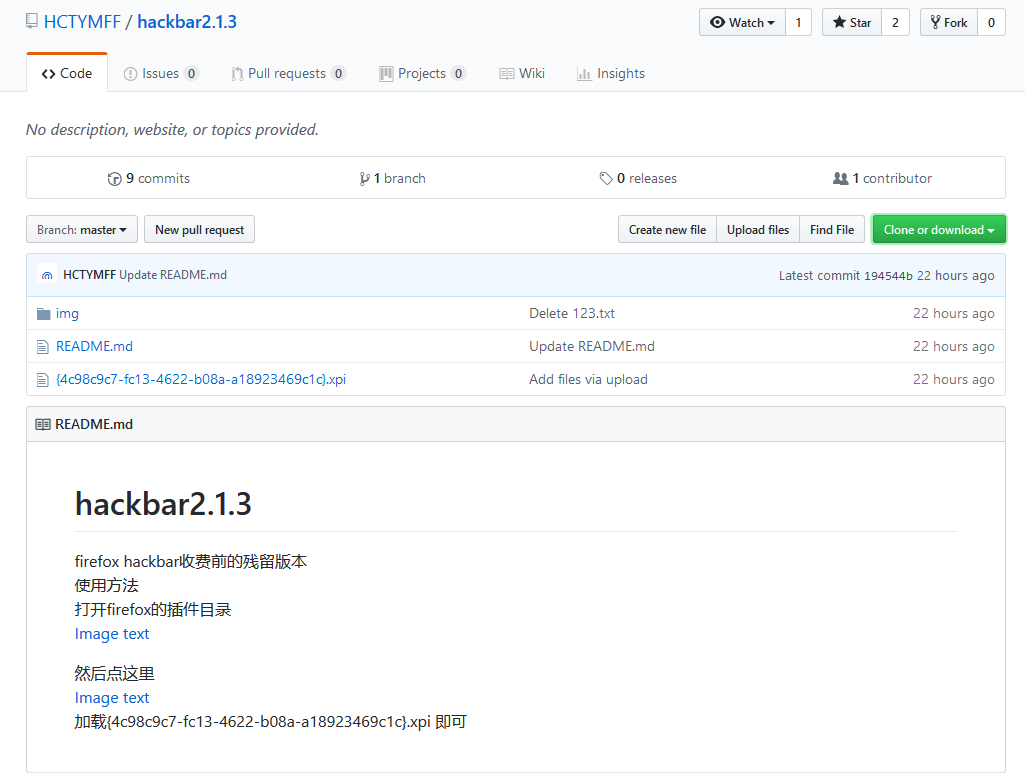 HCTYMFF / hackbar2.1.3
Watch 1 Star 2 Fork 0
Code Issues 0 Pull requests 0 Projects 0 Wiki Insights
No description, website, or topics provided.
9 commits 1 branch 0 releases 1 contributor
Branch: master New pull request Create new file Upload files Find File Clone or download
HCTYMFF Update README.md Latest commit 194544b 22 hours ago
img Delete 123.txt 22 hours ago
README.md Update README.md 22 hours ago
{4c98c9c7-fc13-4622-b08a-a18923469c1c}.xpi Add files via upload 22 hours ago
README.md
hackbar2.1.3
firefox hackbar收费前的残留版本
使用方法
打开firefox的插件目录
Image text
然后点这里
Image text
加载{4c98c9c7-fc13-4622-b08a-a18923469c1c}.xpi 即可